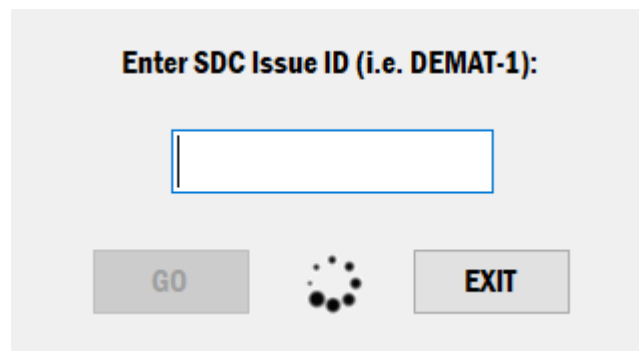 Enter SDC Issue ID (i.e. DEMAT-1):
GO
EXIT